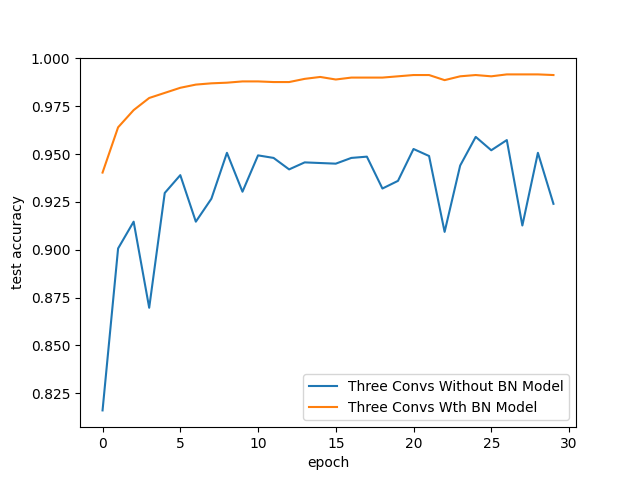 1.000
0.975
0.950
0.925
0.900
0.875
0.850
0.825
test accuracy
0 5 10 15 20 25 30
epoch
Three Convs Without BN Model
Three Convs Wth BN Model